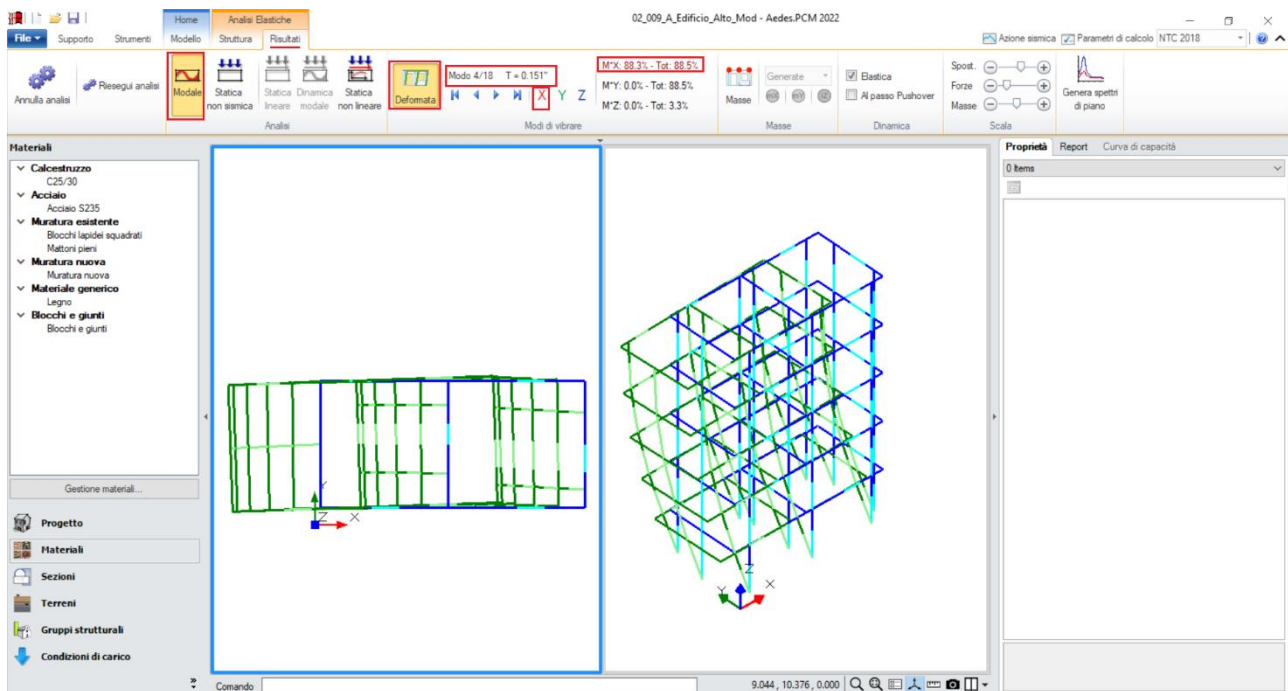 02_009_A_Edificio_Alto_Mod - Aedes.PCM 2022
Home
Analisi Elastiche
File
Supporto
Strumenti
Modello
Struttura
Risultati
Azione sismica
Parametri di calcolo
NTC 2018
Annulla analisi
Riesegui analisi
Modale
Statica non sismica
Statica lineare
Dinamica modale
Statica non lineare
Analisi
Deformata
Modo 4/18 T = 0.151"
X Y Z
M*X: 88.3% - Tot: 88.5%
M*Y: 0.0% - Tot: 88.5%
M*Z: 0.0% - Tot: 3.3%
Modi di vibrare
Masse
Generate
Masse
Elastica
Al passo Pushover
Dinamica
Spost.
Forze
Masse
Scala
Genera spettri di piano
Materiali
Calcestruzzo
C25/30
Acciaio
Acciaio S235
Muratura esistente
Blocchi lapidei squadrati
Mattoni pieni
Muratura nuova
Muratura nuova
Materiale generico
Legno
Blocchi e giunti
Blocchi e giunti
Gestione materiali...
Progetto
Materiali
Sezioni
Terreni
Gruppi strutturali
Condizioni di carico
Y
Z
X
Z
Y
X
Proprietà
Report
Curva di capacità
0 Items
Comando
9.044 , 10.376 , 0.000